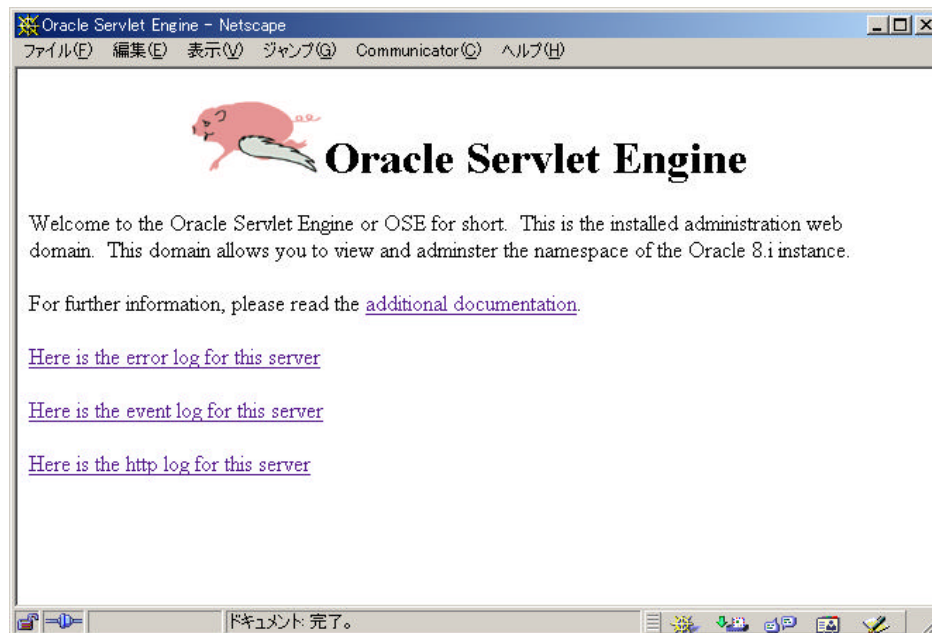 Oracle Servlet Engine - Netscape
ファイル(F) 編集(E) 表示(V) ジャンプ(G) Communicator(C) ヘルプ(H)
Oracle Servlet Engine
Welcome to the Oracle Servlet Engine or OSE for short. This is the installed administration web
domain. This domain allows you to view and adminster the namespace of the Oracle 8.i instance.
For further information, please read the additional documentation.
Here is the error log for this server
Here is the event log for this server
Here is the http log for this server
ドキュメント: 完了。